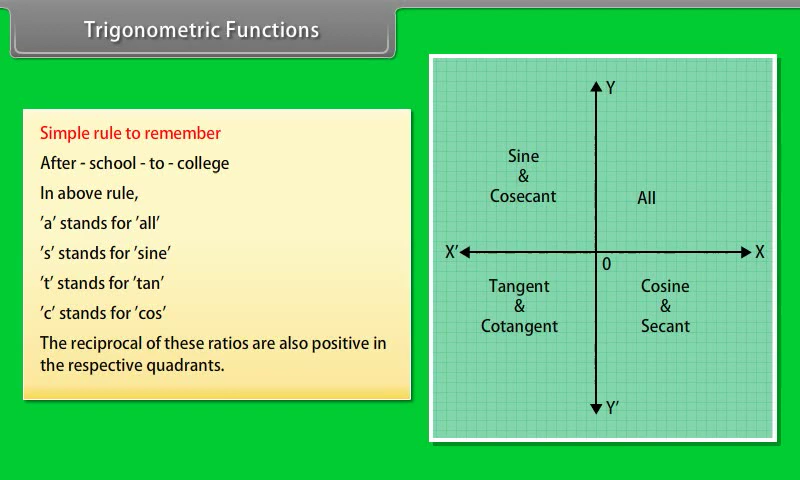 Trigonometric Functions
Simple rule to remember
After - school - to - college
In above rule,
'a' stands for 'all'
's' stands for 'sine'
't' stands for 'tan'
'c' stands for 'cos'
The reciprocal of these ratios are also positive in
the respective quadrants.
Y
Sine
&
Cosecant
All
X'
X
0
Tangent
&
Cotangent
Cosine
&
Secant
Y'